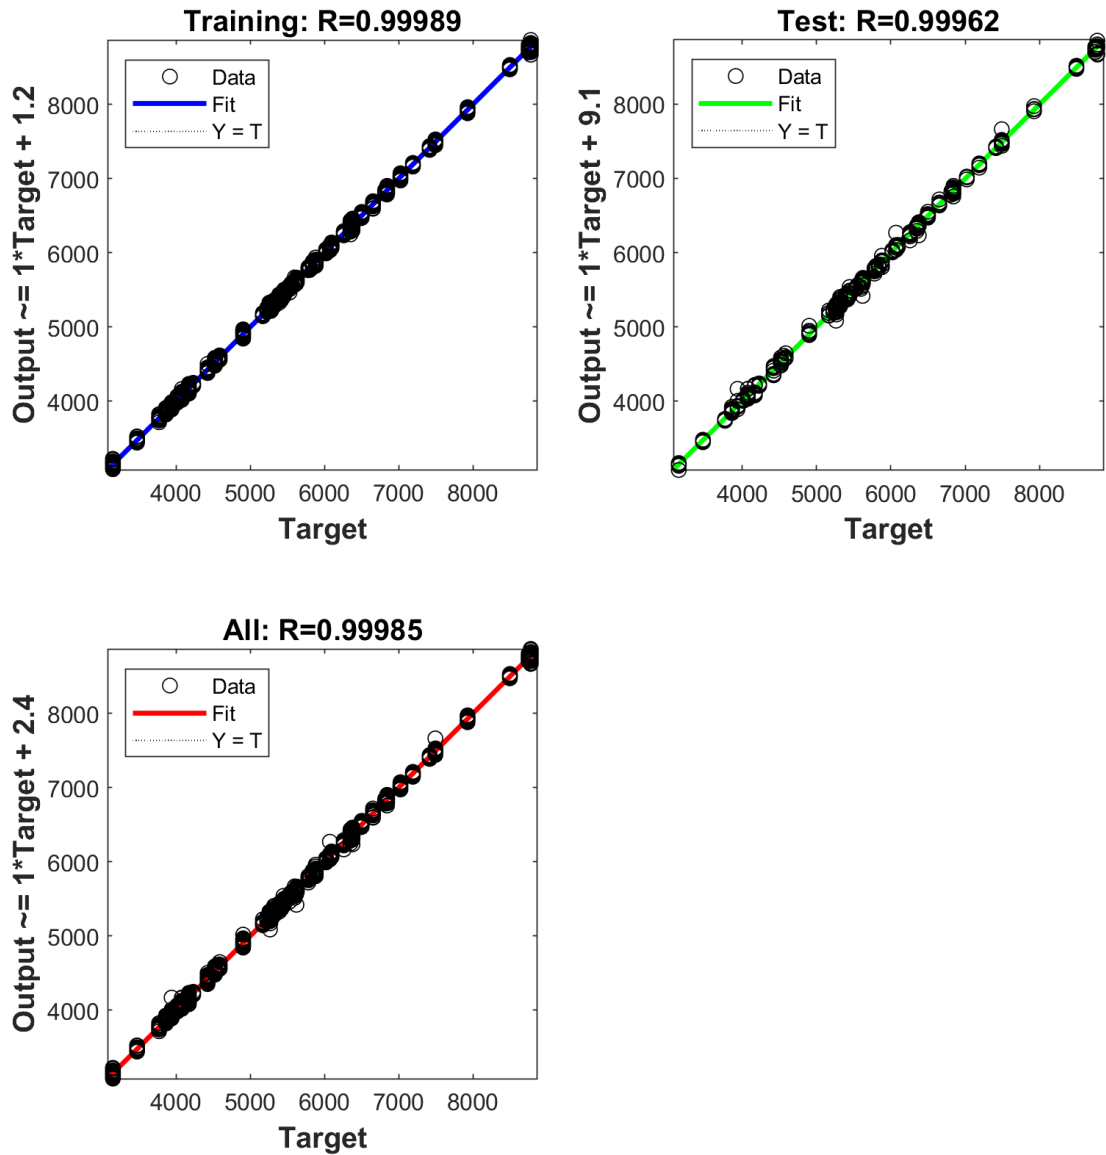 Training: R=0.99989
Output ~= 1*Target + 1.2
Data
Fit
Y = T
8000
7000
6000
5000
4000
4000 5000 6000 7000 8000
Target
Test: R=0.99962
Output ~= 1*Target + 9.1
Data
Fit
Y = T
8000
7000
6000
5000
4000
4000 5000 6000 7000 8000
Target
All: R=0.99985
Output ~= 1*Target + 2.4
Data
Fit
Y = T
8000
7000
6000
5000
4000
4000 5000 6000 7000 8000
Target